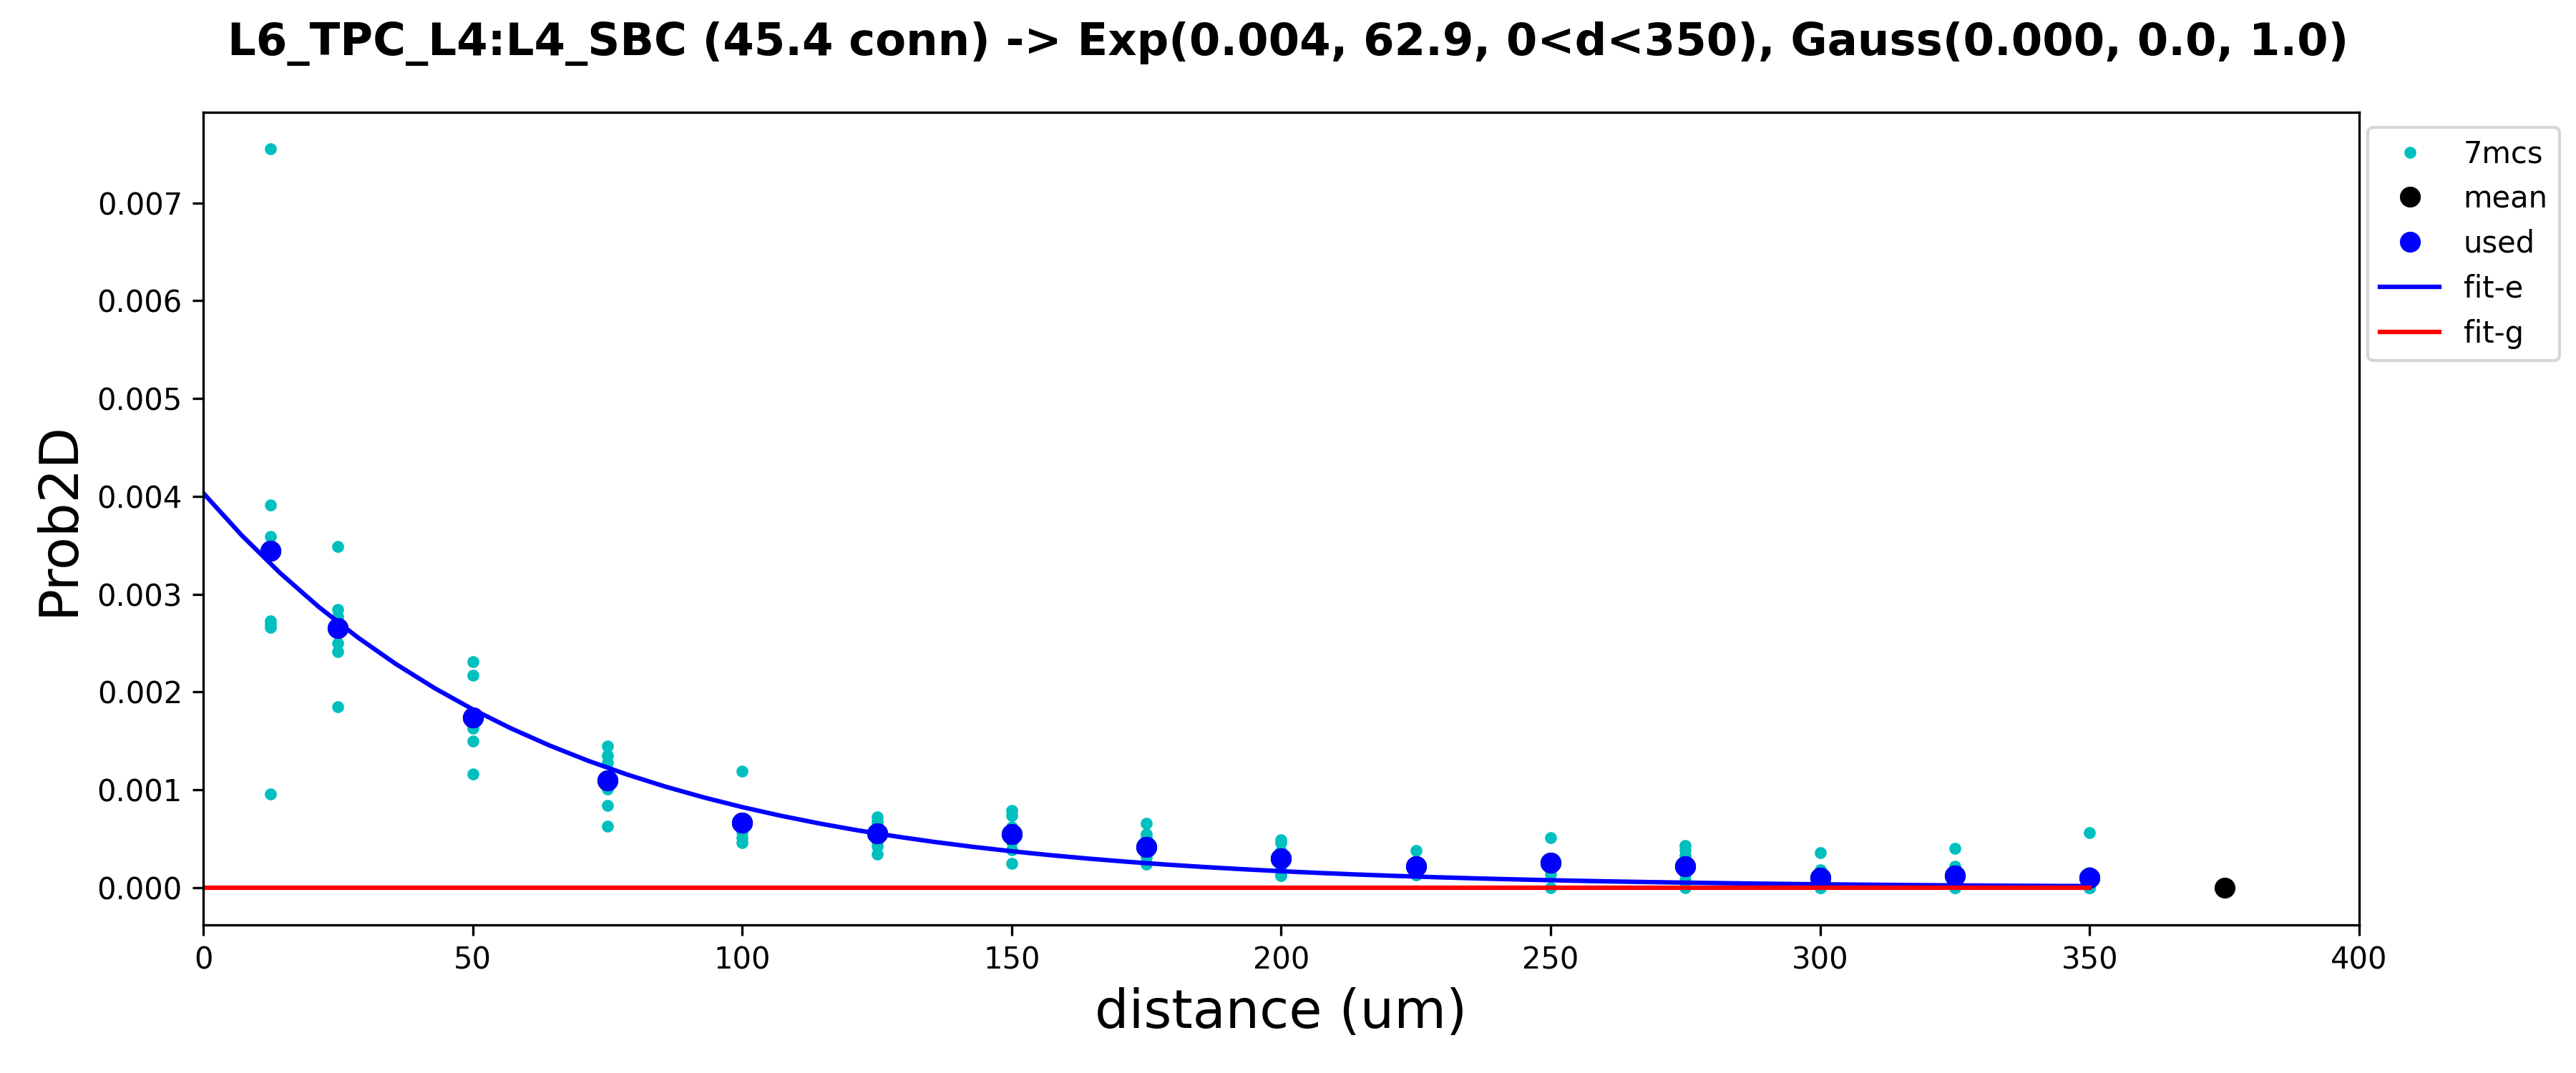 L6_TPC_L4:L4_SBC (45.4 conn) -> Exp(0.004, 62.9, 0<d<350), Gauss(0.000, 0.0, 1.0)
7mcs
mean
used
fit-e
fit-g
0.007
0.006
0.005
0.004
0.003
0.002
0.001
0.000
Prob2D
0 50 100 150 200 250 300 350 400
distance (um)